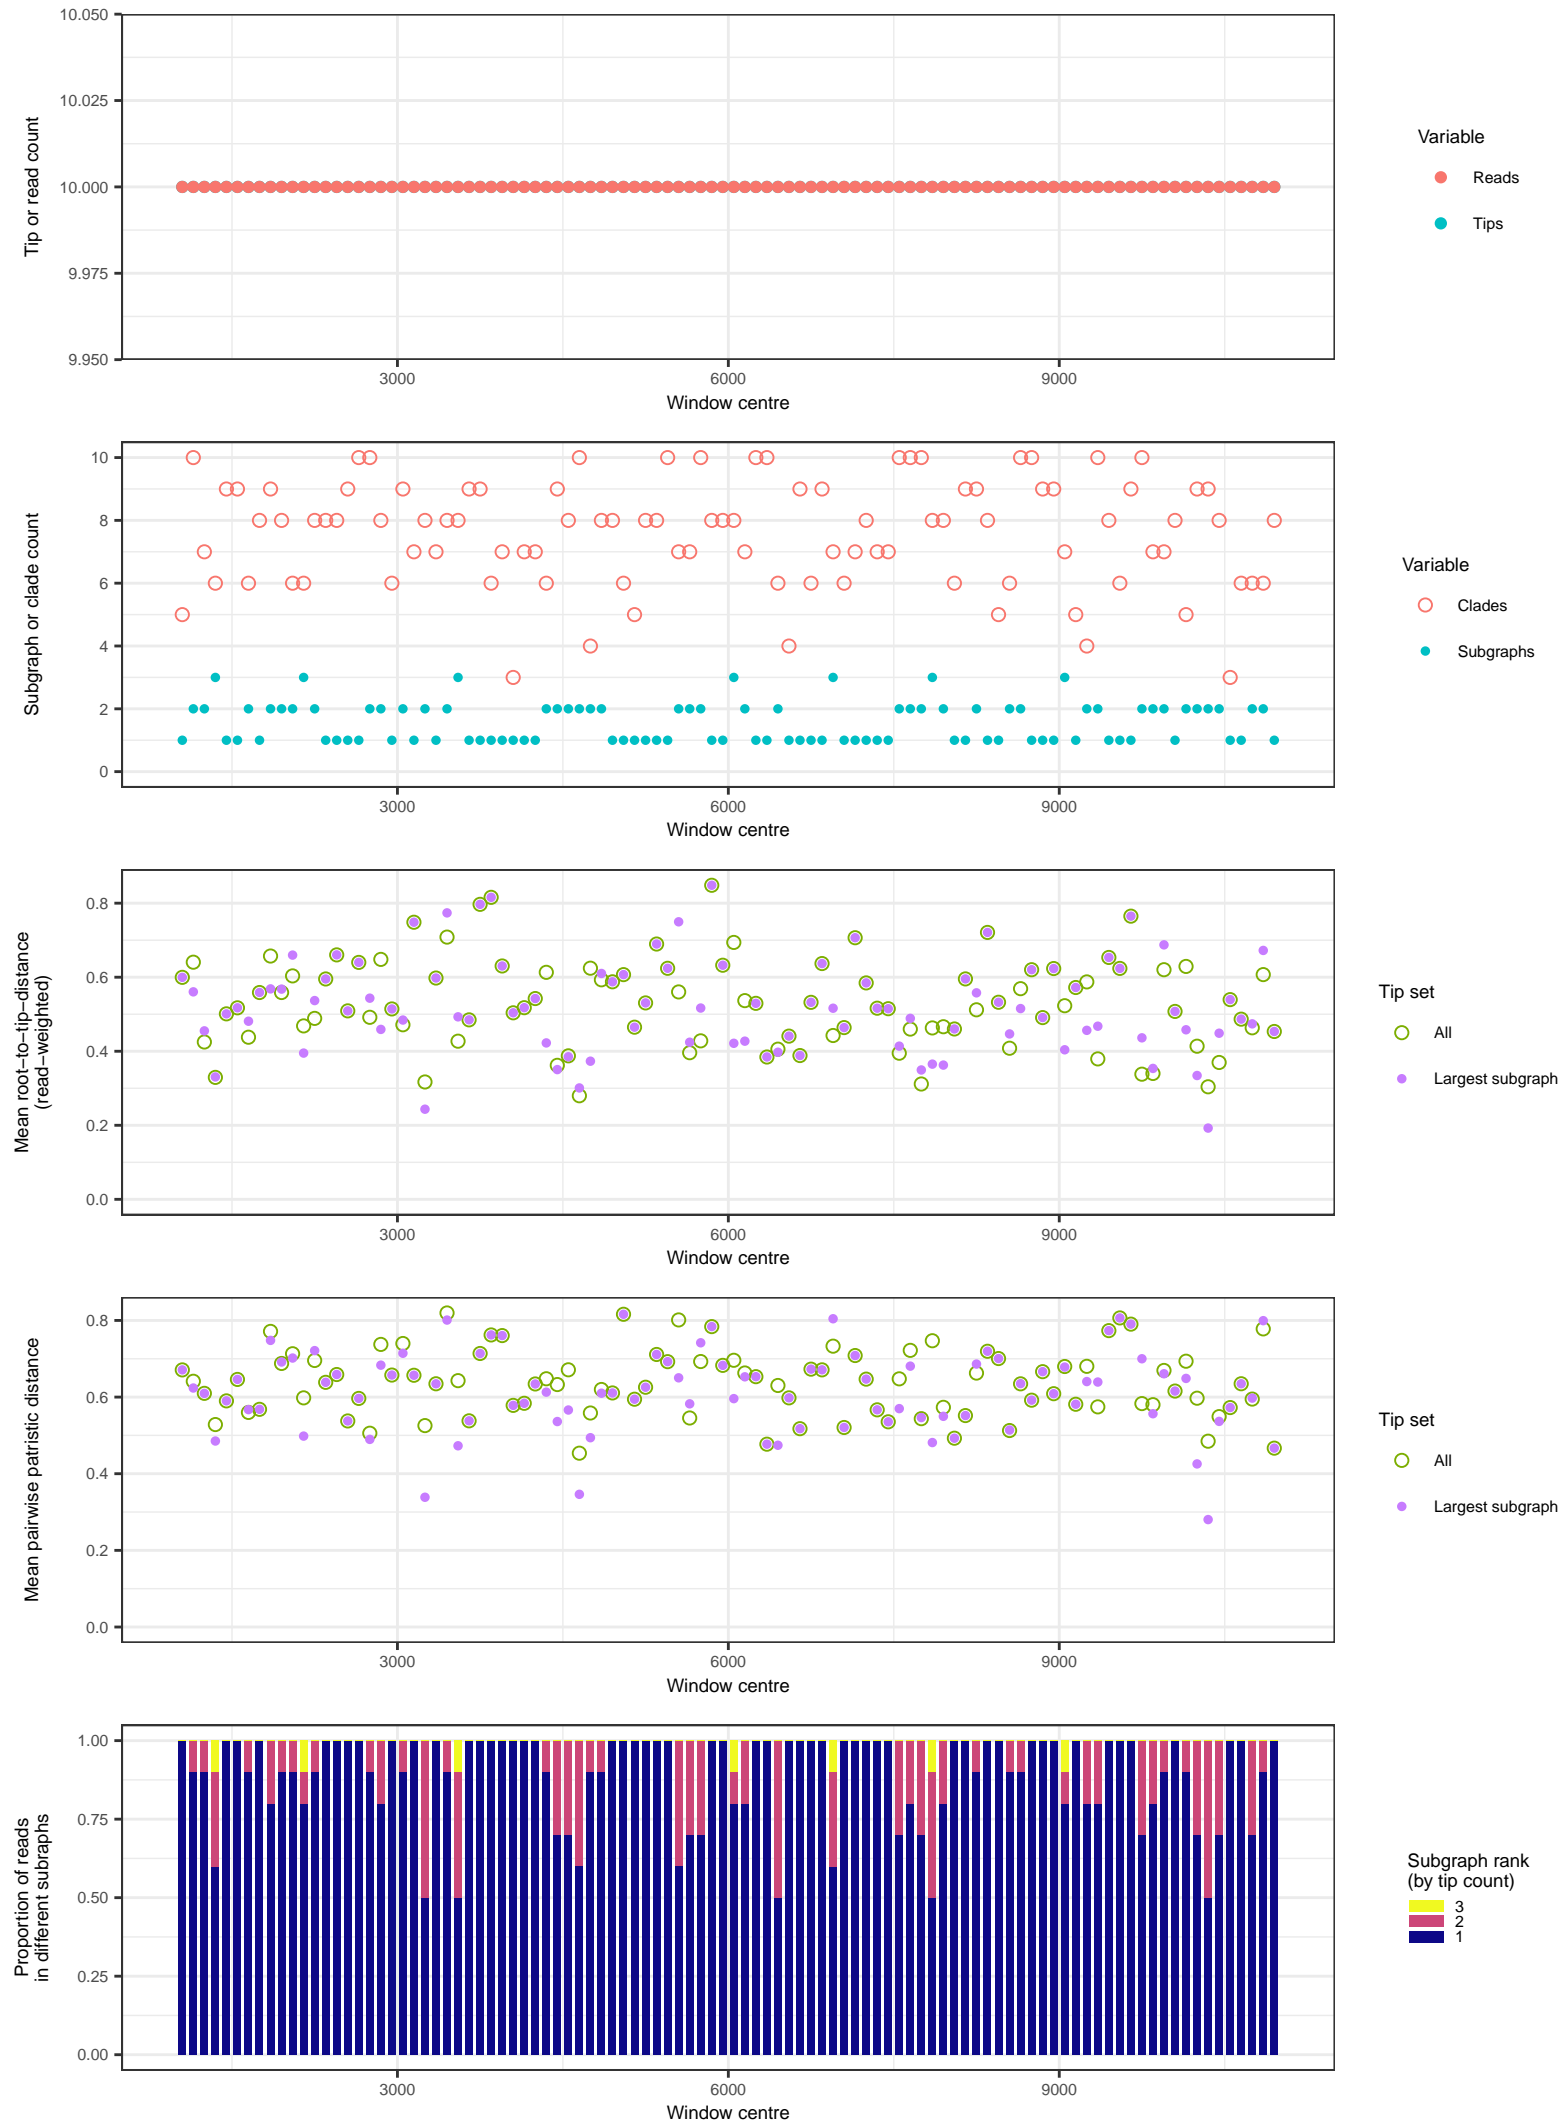 10.050
10.025
10.000
9.975
9.950
Tip or read count
3000 6000 9000
Window centre
Variable
Reads
Tips
10
8
6
4
2
0
Subgraph or clade count
3000 6000 9000
Window centre
Variable
Clades
Subgraphs
0.8
0.6
0.4
0.2
0.0
Mean root−to−tip−distance
(read−weighted)
3000 6000 9000
Window centre
Tip set
All
Largest subgraph
0.8
0.6
0.4
0.2
0.0
Mean pairwise patristic distance
3000 6000 9000
Window centre
Tip set
All
Largest subgraph
1.00
0.75
0.50
0.25
0.00
Proportion of reads
in different subraphs
3000 6000 9000
Window centre
Subgraph rank
(by tip count)
3
2
1